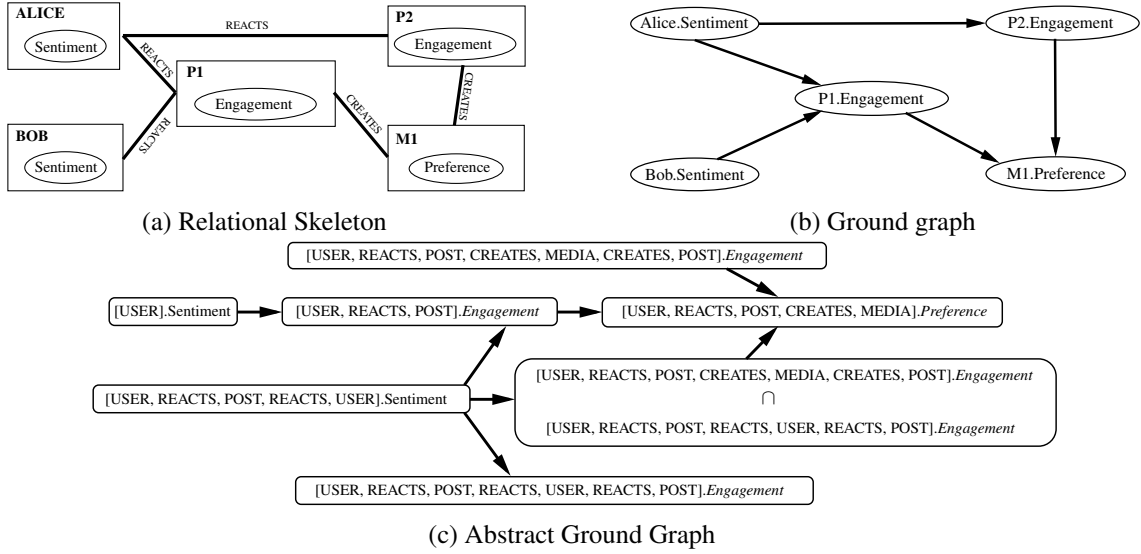 ALICE
Sentiment
REACTS
P2
Engagement
REACTS
P1
Engagement
CREATES
CREATES
BOB
Sentiment
REACTS
M1
Preference
(a) Relational Skeleton
Alice.Sentiment
P2.Engagement
P1.Engagement
Bob.Sentiment
M1.Preference
(b) Ground graph
[USER, REACTS, POST, CREATES, MEDIA, CREATES, POST].Engagement
[USER].Sentiment
[USER, REACTS, POST].Engagement
[USER, REACTS, POST, CREATES, MEDIA].Preference
[USER, REACTS, POST, REACTS, USER].Sentiment
[USER, REACTS, POST, CREATES, MEDIA, CREATES, POST].Engagement
∩
[USER, REACTS, POST, REACTS, USER, REACTS, POST].Engagement
[USER, REACTS, POST, REACTS, USER, REACTS, POST].Engagement
(c) Abstract Ground Graph